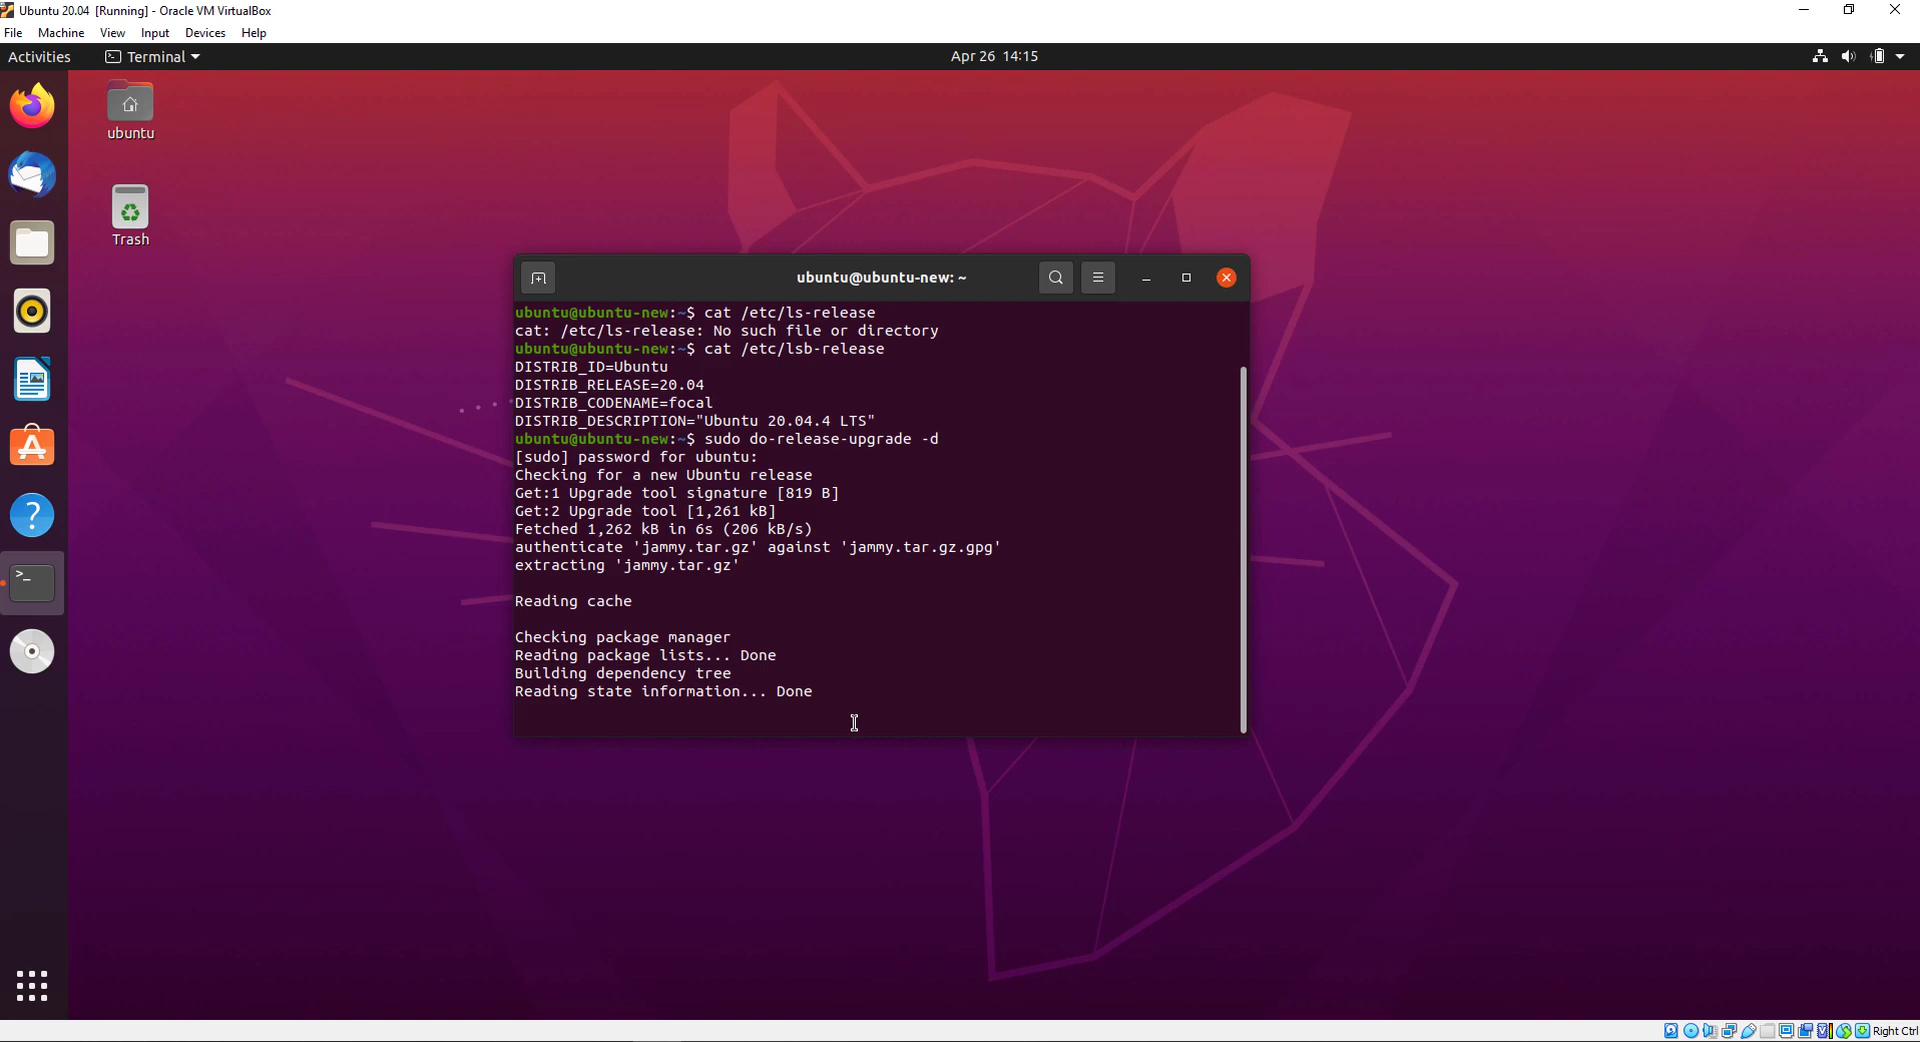 Ubuntu 20.04 [Running] - Oracle VM VirtualBox
File Machine View Input Devices Help
Activities Terminal Apr 26 14:15
ubuntu
Trash
ubuntu@ubuntu-new: ~
ubuntu@ubuntu-new:~$ cat /etc/ls-release
cat: /etc/ls-release: No such file or directory
ubuntu@ubuntu-new:~$ cat /etc/lsb-release
DISTRIB_ID=Ubuntu
DISTRIB_RELEASE=20.04
DISTRIB_CODENAME=focal
DISTRIB_DESCRIPTION="Ubuntu 20.04.4 LTS"
ubuntu@ubuntu-new:~$ sudo do-release-upgrade -d
[sudo] password for ubuntu:
Checking for a new Ubuntu release
Get:1 Upgrade tool signature [819 B]
Get:2 Upgrade tool [1,261 kB]
Fetched 1,262 kB in 6s (206 kB/s)
authenticate 'jammy.tar.gz' against 'jammy.tar.gz.gpg'
extracting 'jammy.tar.gz'
Reading cache
Checking package manager
Reading package lists... Done
Building dependency tree
Reading state information... Done
Right Ctrl